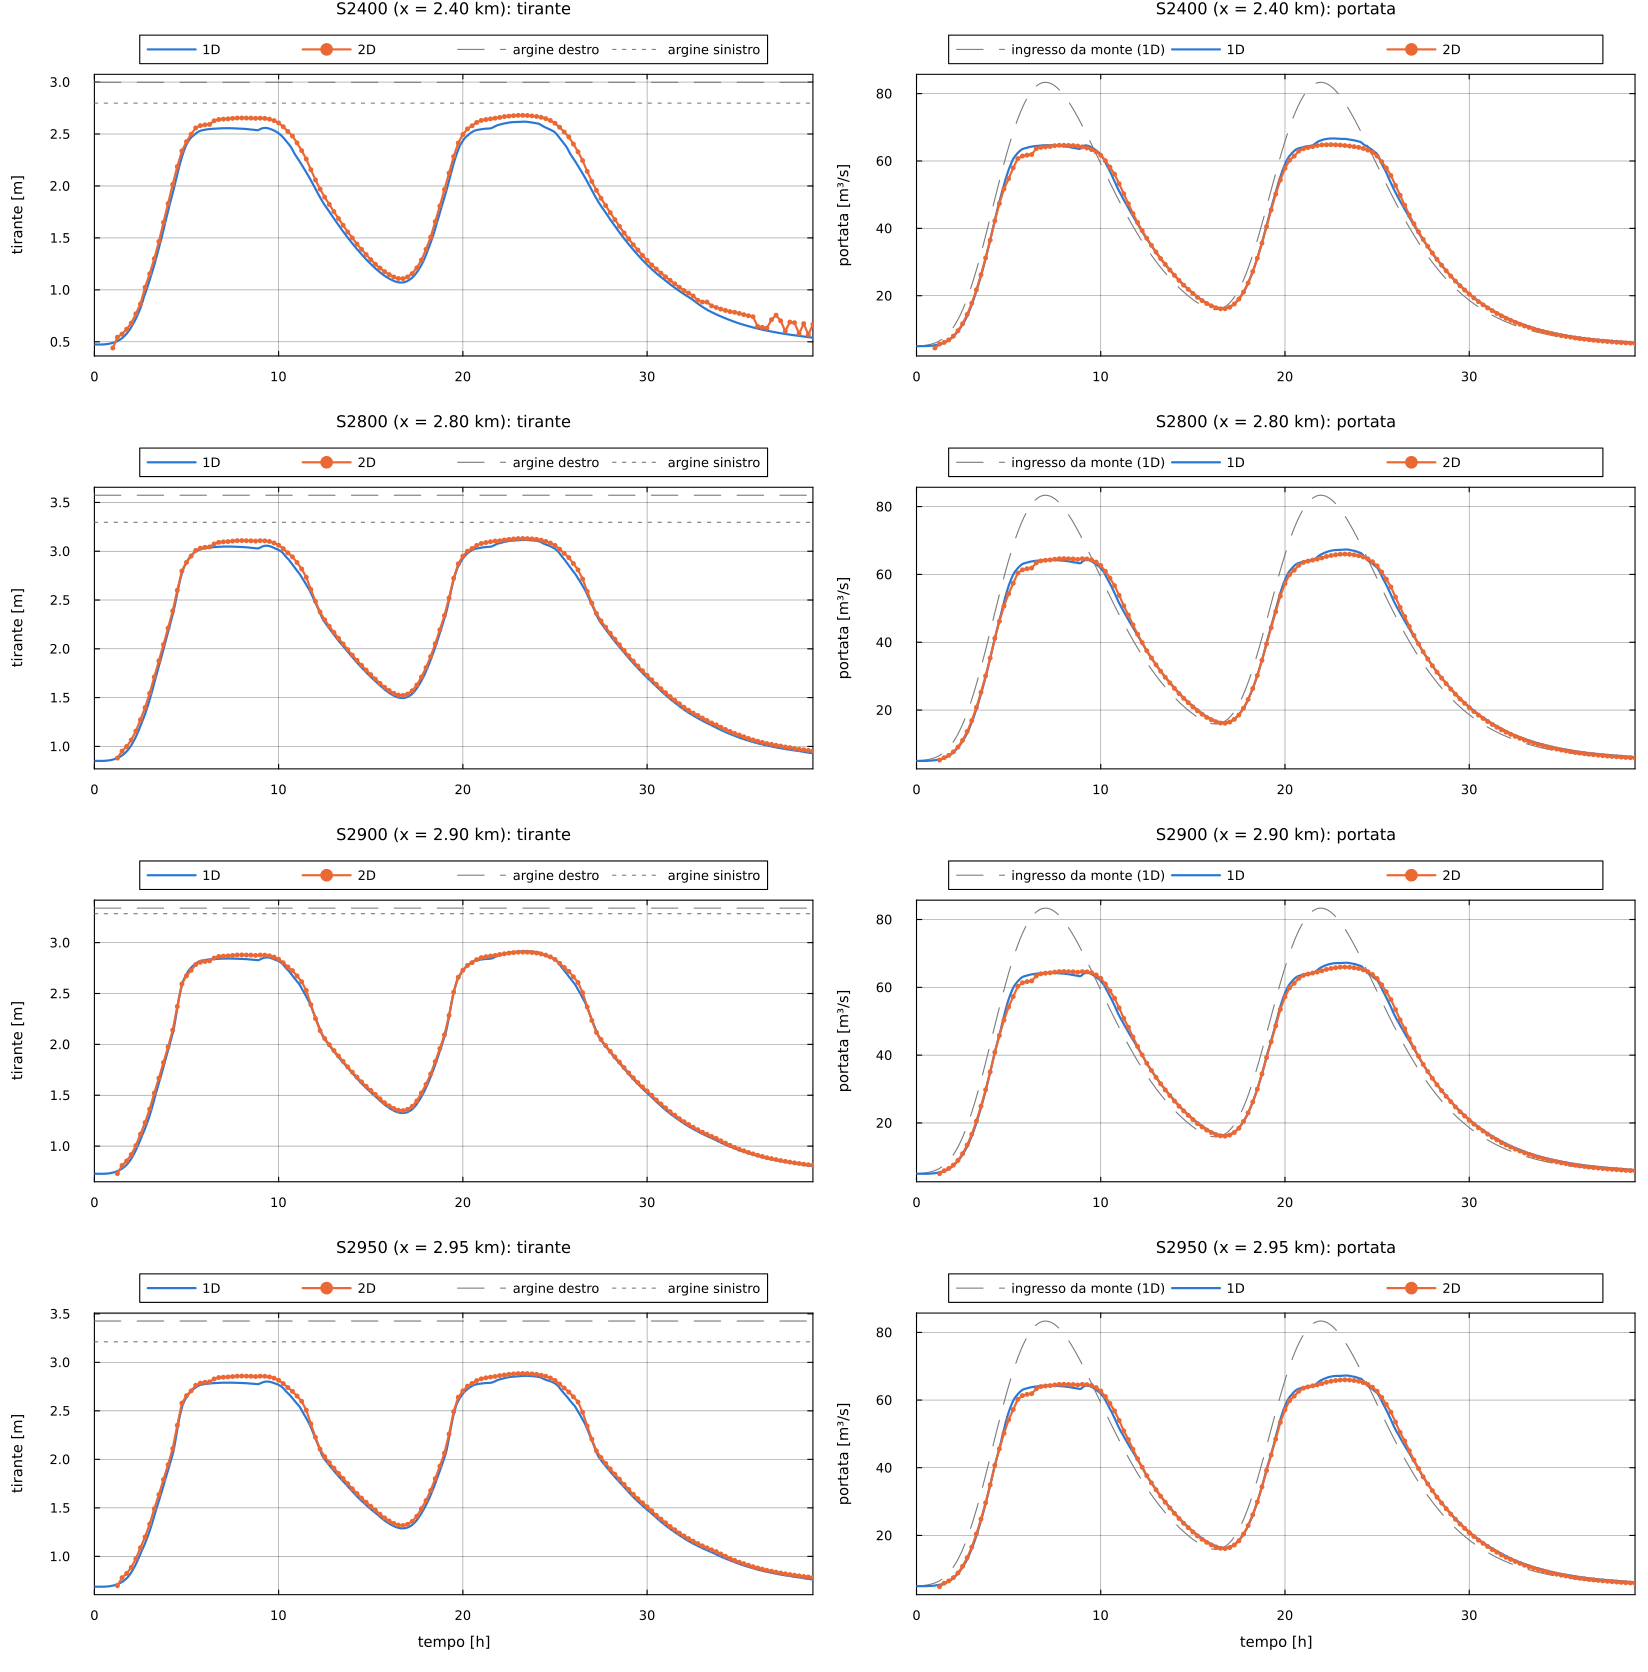 S2400 (x = 2.40 km): tirante
1D 2D argine destro argine sinistro
tirante [m]
3.0
2.5
2.0
1.5
1.0
0.5
0 10 20 30
S2400 (x = 2.40 km): portata
ingresso da monte (1D) 1D 2D
portata [m³/s]
80
60
40
20
0 10 20 30
S2800 (x = 2.80 km): tirante
1D 2D argine destro argine sinistro
tirante [m]
3.5
3.0
2.5
2.0
1.5
1.0
0 10 20 30
S2800 (x = 2.80 km): portata
ingresso da monte (1D) 1D 2D
portata [m³/s]
80
60
40
20
0 10 20 30
S2900 (x = 2.90 km): tirante
1D 2D argine destro argine sinistro
tirante [m]
3.0
2.5
2.0
1.5
1.0
0 10 20 30
S2900 (x = 2.90 km): portata
ingresso da monte (1D) 1D 2D
portata [m³/s]
80
60
40
20
0 10 20 30
S2950 (x = 2.95 km): tirante
1D 2D argine destro argine sinistro
tirante [m]
3.5
3.0
2.5
2.0
1.5
1.0
0 10 20 30
tempo [h]
S2950 (x = 2.95 km): portata
ingresso da monte (1D) 1D 2D
portata [m³/s]
80
60
40
20
0 10 20 30
tempo [h]